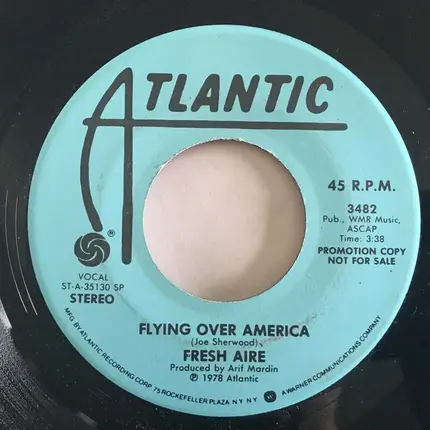 ATLANTIC
®
45 R.P.M.
3482
Pub., WMR Music,
ASCAP
Time: 3:38
PROMOTION COPY
NOT FOR SALE
VOCAL
ST-A-35130 SP
STEREO
FLYING OVER AMERICA
(Joe Sherwood)
FRESH AIRE
Produced by Arif Mardin
℗ 1978 Atlantic
MFG. BY ATLANTIC RECORDING CORP. 75 ROCKEFELLER PLAZA N.Y. N.Y. W A WARNER COMMUNICATIONS COMPANY